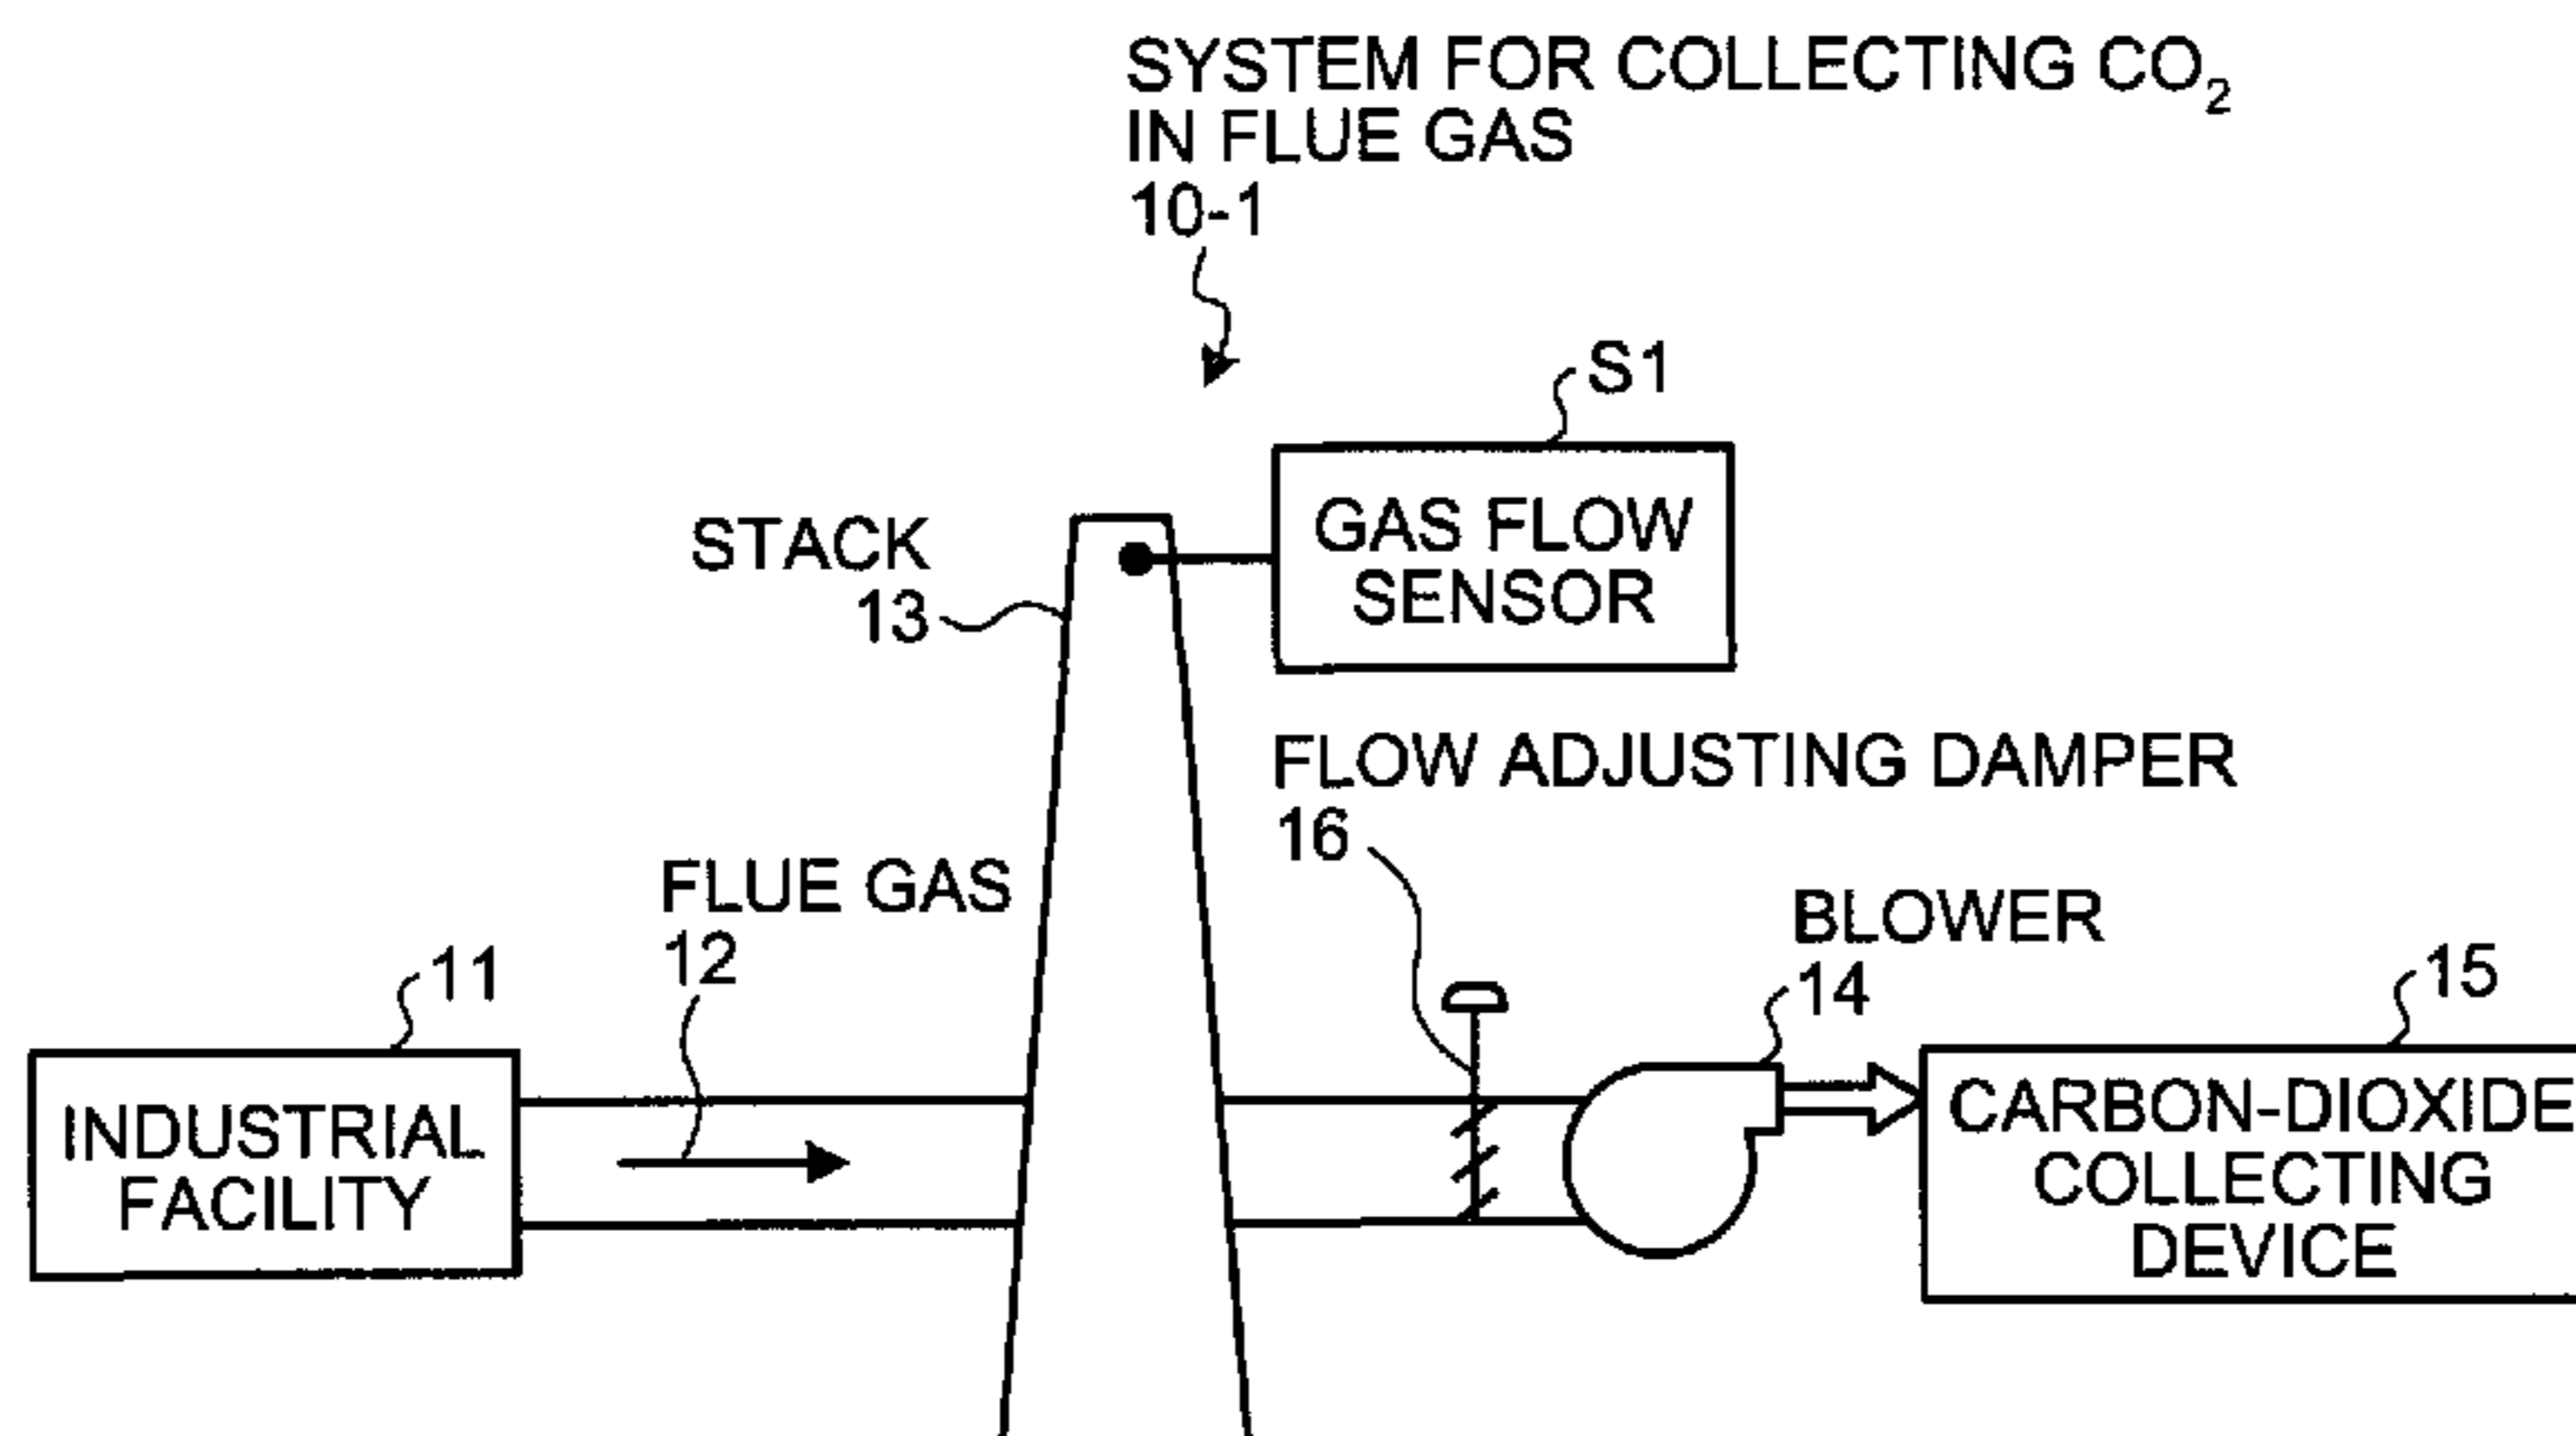 SYSTEM FOR COLLECTING CO₂
IN FLUE GAS
10-1
S1
GAS FLOW
SENSOR
STACK
13
FLOW ADJUSTING DAMPER
16
FLUE GAS
12
BLOWER
14
11
15
INDUSTRIAL
FACILITY
CARBON-DIOXIDE
COLLECTING
DEVICE